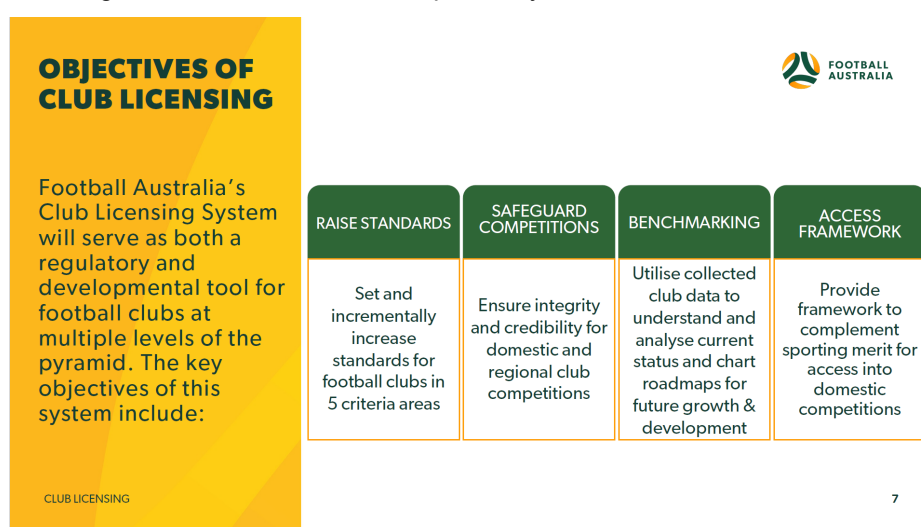 OBJECTIVES OF
CLUB LICENSING
FOOTBALL
AUSTRALIA
Football Australia's
Club Licensing System
will serve as both a
regulatory and
developmental tool for
football clubs at
multiple levels of the
pyramid. The key
objectives of this
system include:
RAISE STANDARDS
Set and
incrementally
increase
standards for
football clubs in
5 criteria areas
SAFEGUARD
COMPETITIONS
Ensure integrity
and credibility for
domestic and
regional club
competitions
BENCHMARKING
Utilise collected
club data to
understand and
analyse current
status and chart
roadmaps for
future growth &
development
ACCESS
FRAMEWORK
Provide
framework to
complement
sporting merit for
access into
domestic
competitions
CLUB LICENSING
7